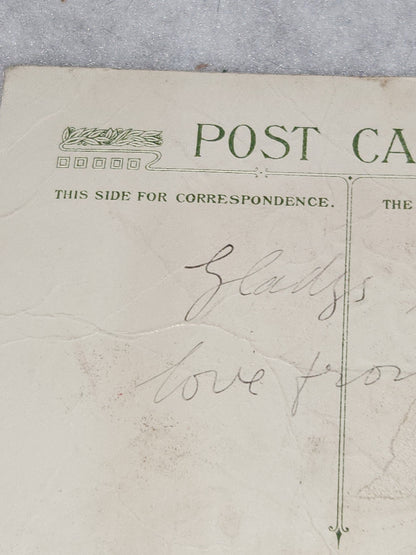 POST CA
THIS SIDE FOR CORRESPONDENCE. THE
Gladys
love from